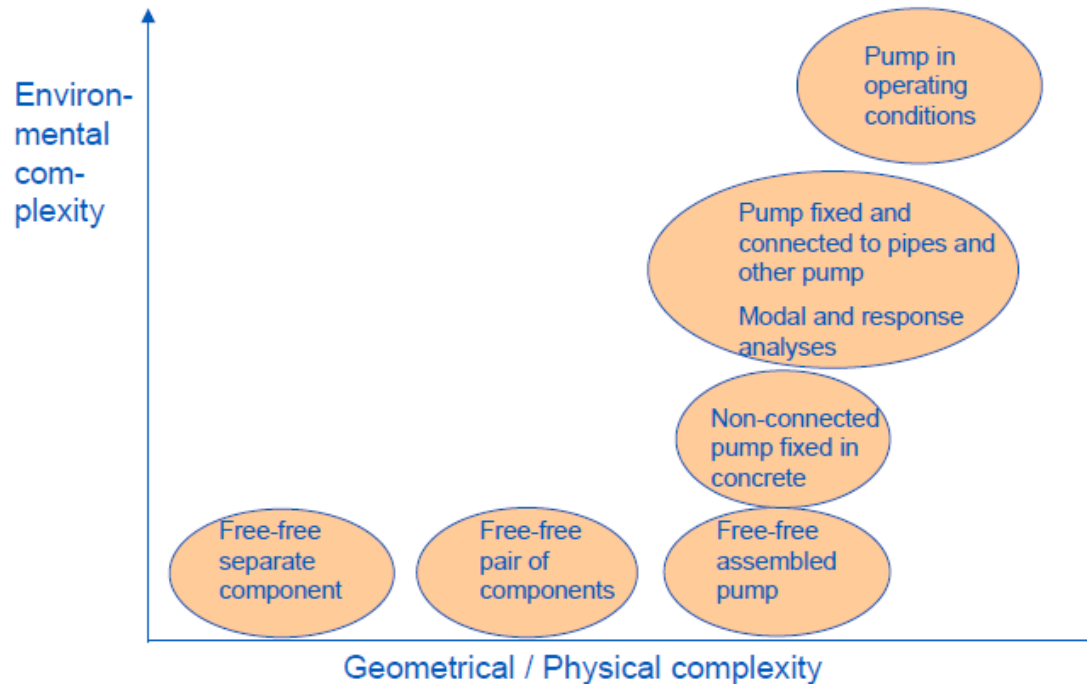 Environ-
mental
com-
plexity
Pump in
operating
conditions
Pump fixed and
connected to pipes and
other pump
Modal and response
analyses
Non-connected
pump fixed in
concrete
Free-free
separate
component
Free-free
pair of
components
Free-free
assembled
pump
Geometrical / Physical complexity